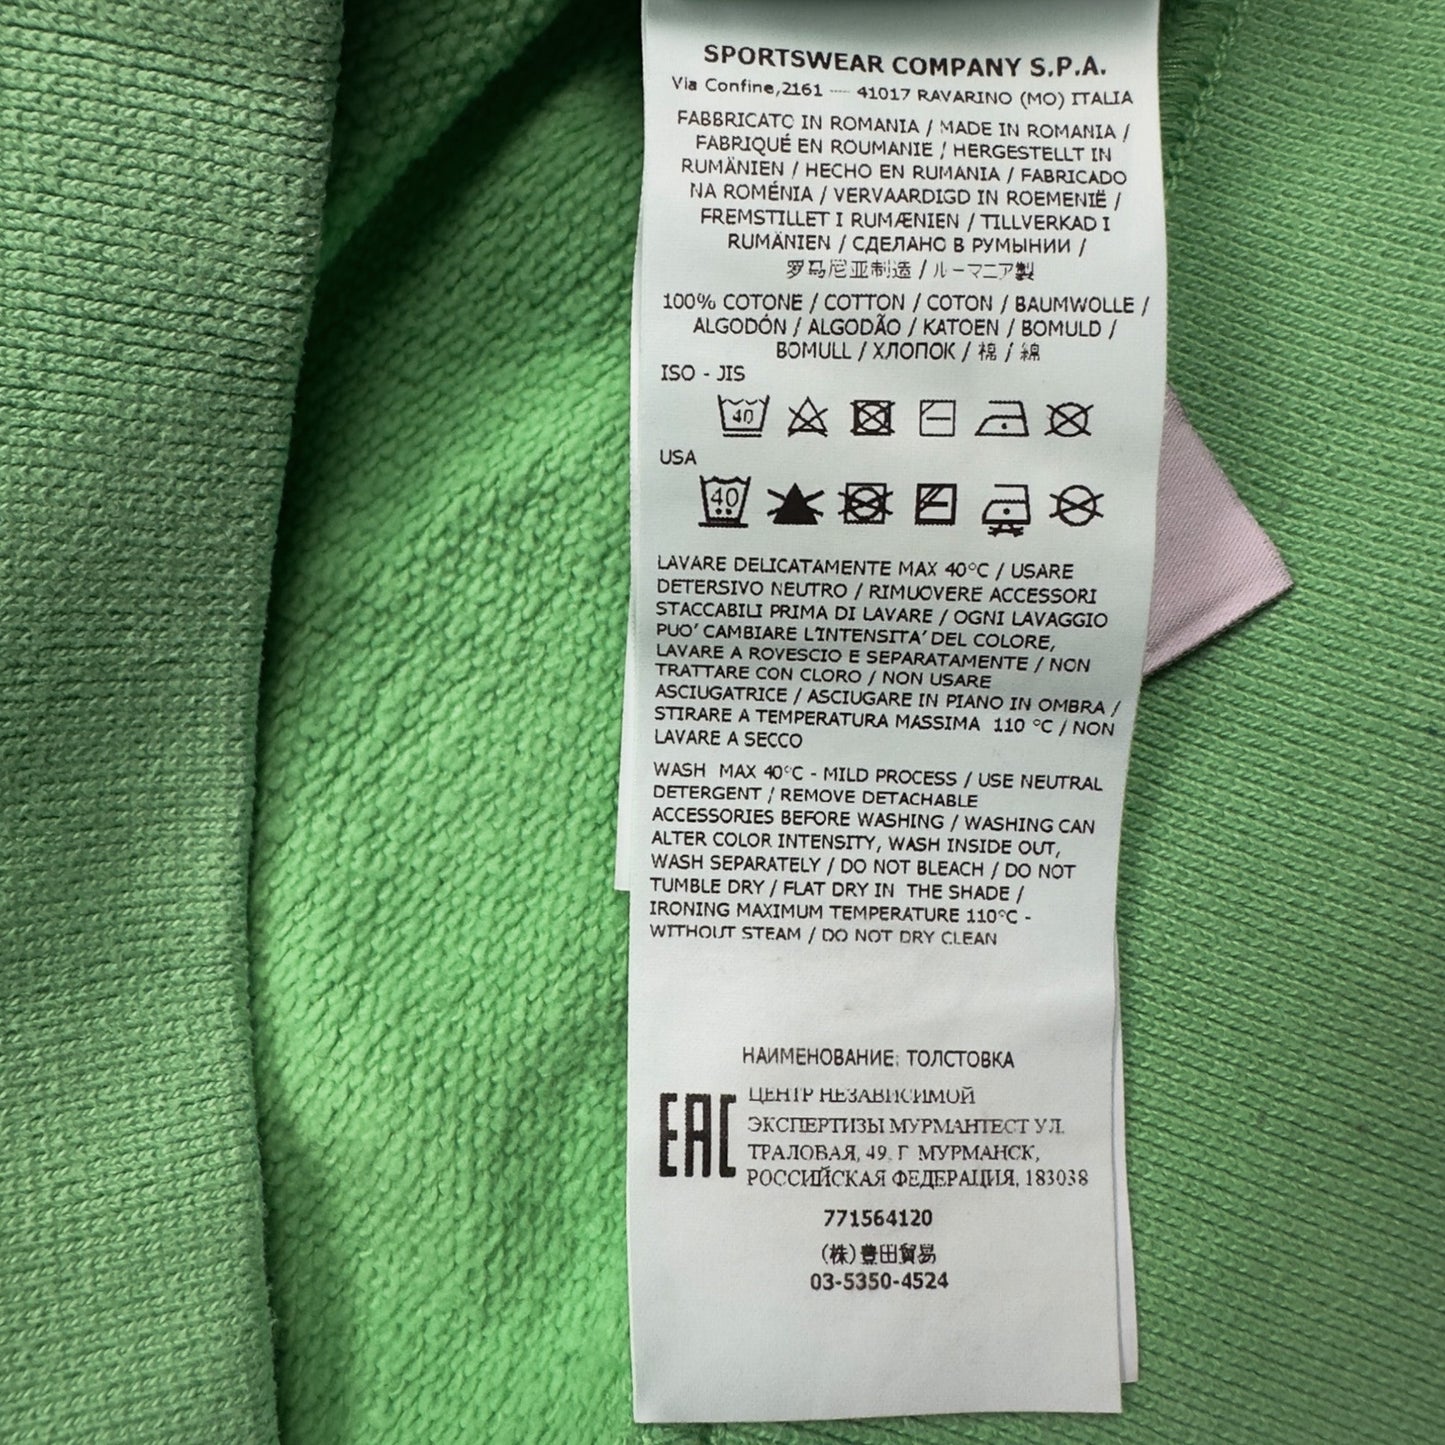 SPORTSWEAR COMPANY S.P.A.
Via Confine,2161 — 41017 RAVARINO (MO) ITALIA
FABBRICATO IN ROMANIA / MADE IN ROMANIA /
FABRIQUÉ EN ROUMANIE / HERGESTELLT IN
RUMÄNIEN / HECHO EN RUMANIA / FABRICADO
NA ROMÉNIA / VERVAARDIGD IN ROEMENIË /
FREMSTILLET I RUMÆNIEN / TILLVERKAD I
RUMÄNIEN / СДЕЛАНО В РУМЫНИИ /
罗马尼亚制造 / ルーマニア製
100% COTONE / COTTON / COTON / BAUMWOLLE /
ALGODÓN / ALGODÃO / KATOEN / BOMULD /
BOMULL / ХЛОПОК / 棉 / 綿
ISO - JIS
40
USA
40
LAVARE DELICATAMENTE MAX 40°C / USARE
DETERSIVO NEUTRO / RIMUOVERE ACCESSORI
STACCABILI PRIMA DI LAVARE / OGNI LAVAGGIO
PUO' CAMBIARE L'INTENSITA' DEL COLORE,
LAVARE A ROVESCIO E SEPARATAMENTE / NON
TRATTARE CON CLORO / NON USARE
ASCIUGATRICE / ASCIUGARE IN PIANO IN OMBRA /
STIRARE A TEMPERATURA MASSIMA 110 °C / NON
LAVARE A SECCO
WASH MAX 40°C - MILD PROCESS / USE NEUTRAL
DETERGENT / REMOVE DETACHABLE
ACCESSORIES BEFORE WASHING / WASHING CAN
ALTER COLOR INTENSITY, WASH INSIDE OUT,
WASH SEPARATELY / DO NOT BLEACH / DO NOT
TUMBLE DRY / FLAT DRY IN THE SHADE /
IRONING MAXIMUM TEMPERATURE 110°C -
WITHOUT STEAM / DO NOT DRY CLEAN
НАИМЕНОВАНИЕ: ТОЛСТОВКА
EAC
ЦЕНТР НЕЗАВИСИМОЙ
ЭКСПЕРТИЗЫ МУРМАНТЕСТ УЛ.
ТРАЛОВАЯ, 49. Г. МУРМАНСК,
РОССИЙСКАЯ ФЕДЕРАЦИЯ, 183038
771564120
(株)豊田貿易
03-5350-4524